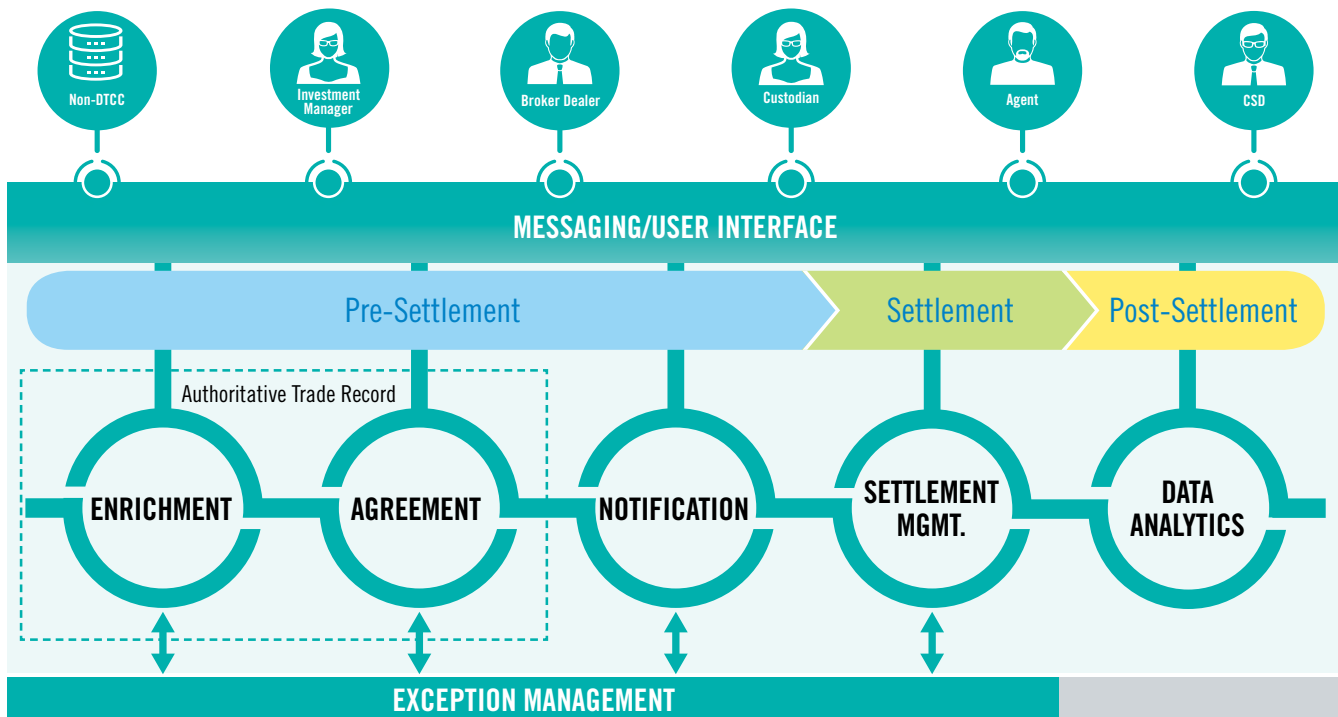 Non-DTCC
Investment
Manager
Broker Dealer
Custodian
Agent
CSD
MESSAGING/USER INTERFACE
Pre-Settlement
Settlement
Post-Settlement
Authoritative Trade Record
ENRICHMENT
AGREEMENT
NOTIFICATION
SETTLEMENT
MGMT.
DATA
ANALYTICS
EXCEPTION MANAGEMENT